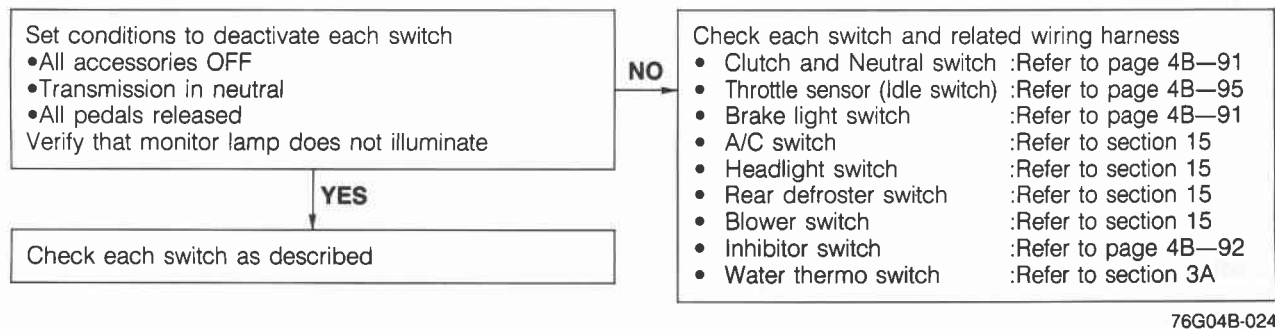 Set conditions to deactivate each switch
•All accessories OFF
•Transmission in neutral
•All pedals released
Verify that monitor lamp does not illuminate
NO
YES
Check each switch as described
Check each switch and related wiring harness
• Clutch and Neutral switch :Refer to page 4B—91
• Throttle sensor (Idle switch) :Refer to page 4B—95
• Brake light switch :Refer to page 4B—91
• A/C switch :Refer to section 15
• Headlight switch :Refer to section 15
• Rear defroster switch :Refer to section 15
• Blower switch :Refer to section 15
• Inhibitor switch :Refer to page 4B—92
• Water thermo switch :Refer to section 3A
76G04B-024